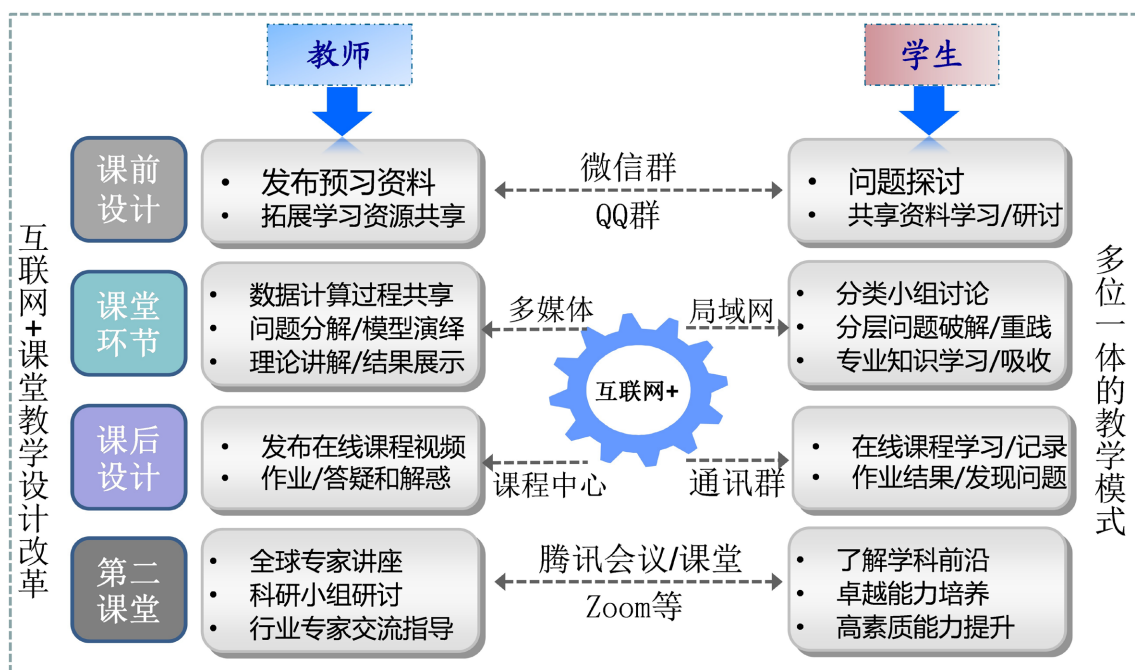 教师
学生
课前
设计
• 发布预习资料
• 拓展学习资源共享
微信群
QQ群
• 问题探讨
• 共享资料学习/研讨
互联网+课堂教学设计改革
多位一体的教学模式
课堂
环节
• 数据计算过程共享
• 问题分解/模型演绎
• 理论讲解/结果展示
多媒体
局域网
• 分类小组讨论
• 分层问题破解/重践
• 专业知识学习/吸收
互联网+
课后
设计
• 发布在线课程视频
• 作业/答疑和解惑
课程中心
通讯群
• 在线课程学习/记录
• 作业结果/发现问题
第二
课堂
• 全球专家讲座
• 科研小组研讨
• 行业专家交流指导
腾讯会议/课堂
Zoom等
• 了解学科前沿
• 卓越能力培养
• 高素质能力提升